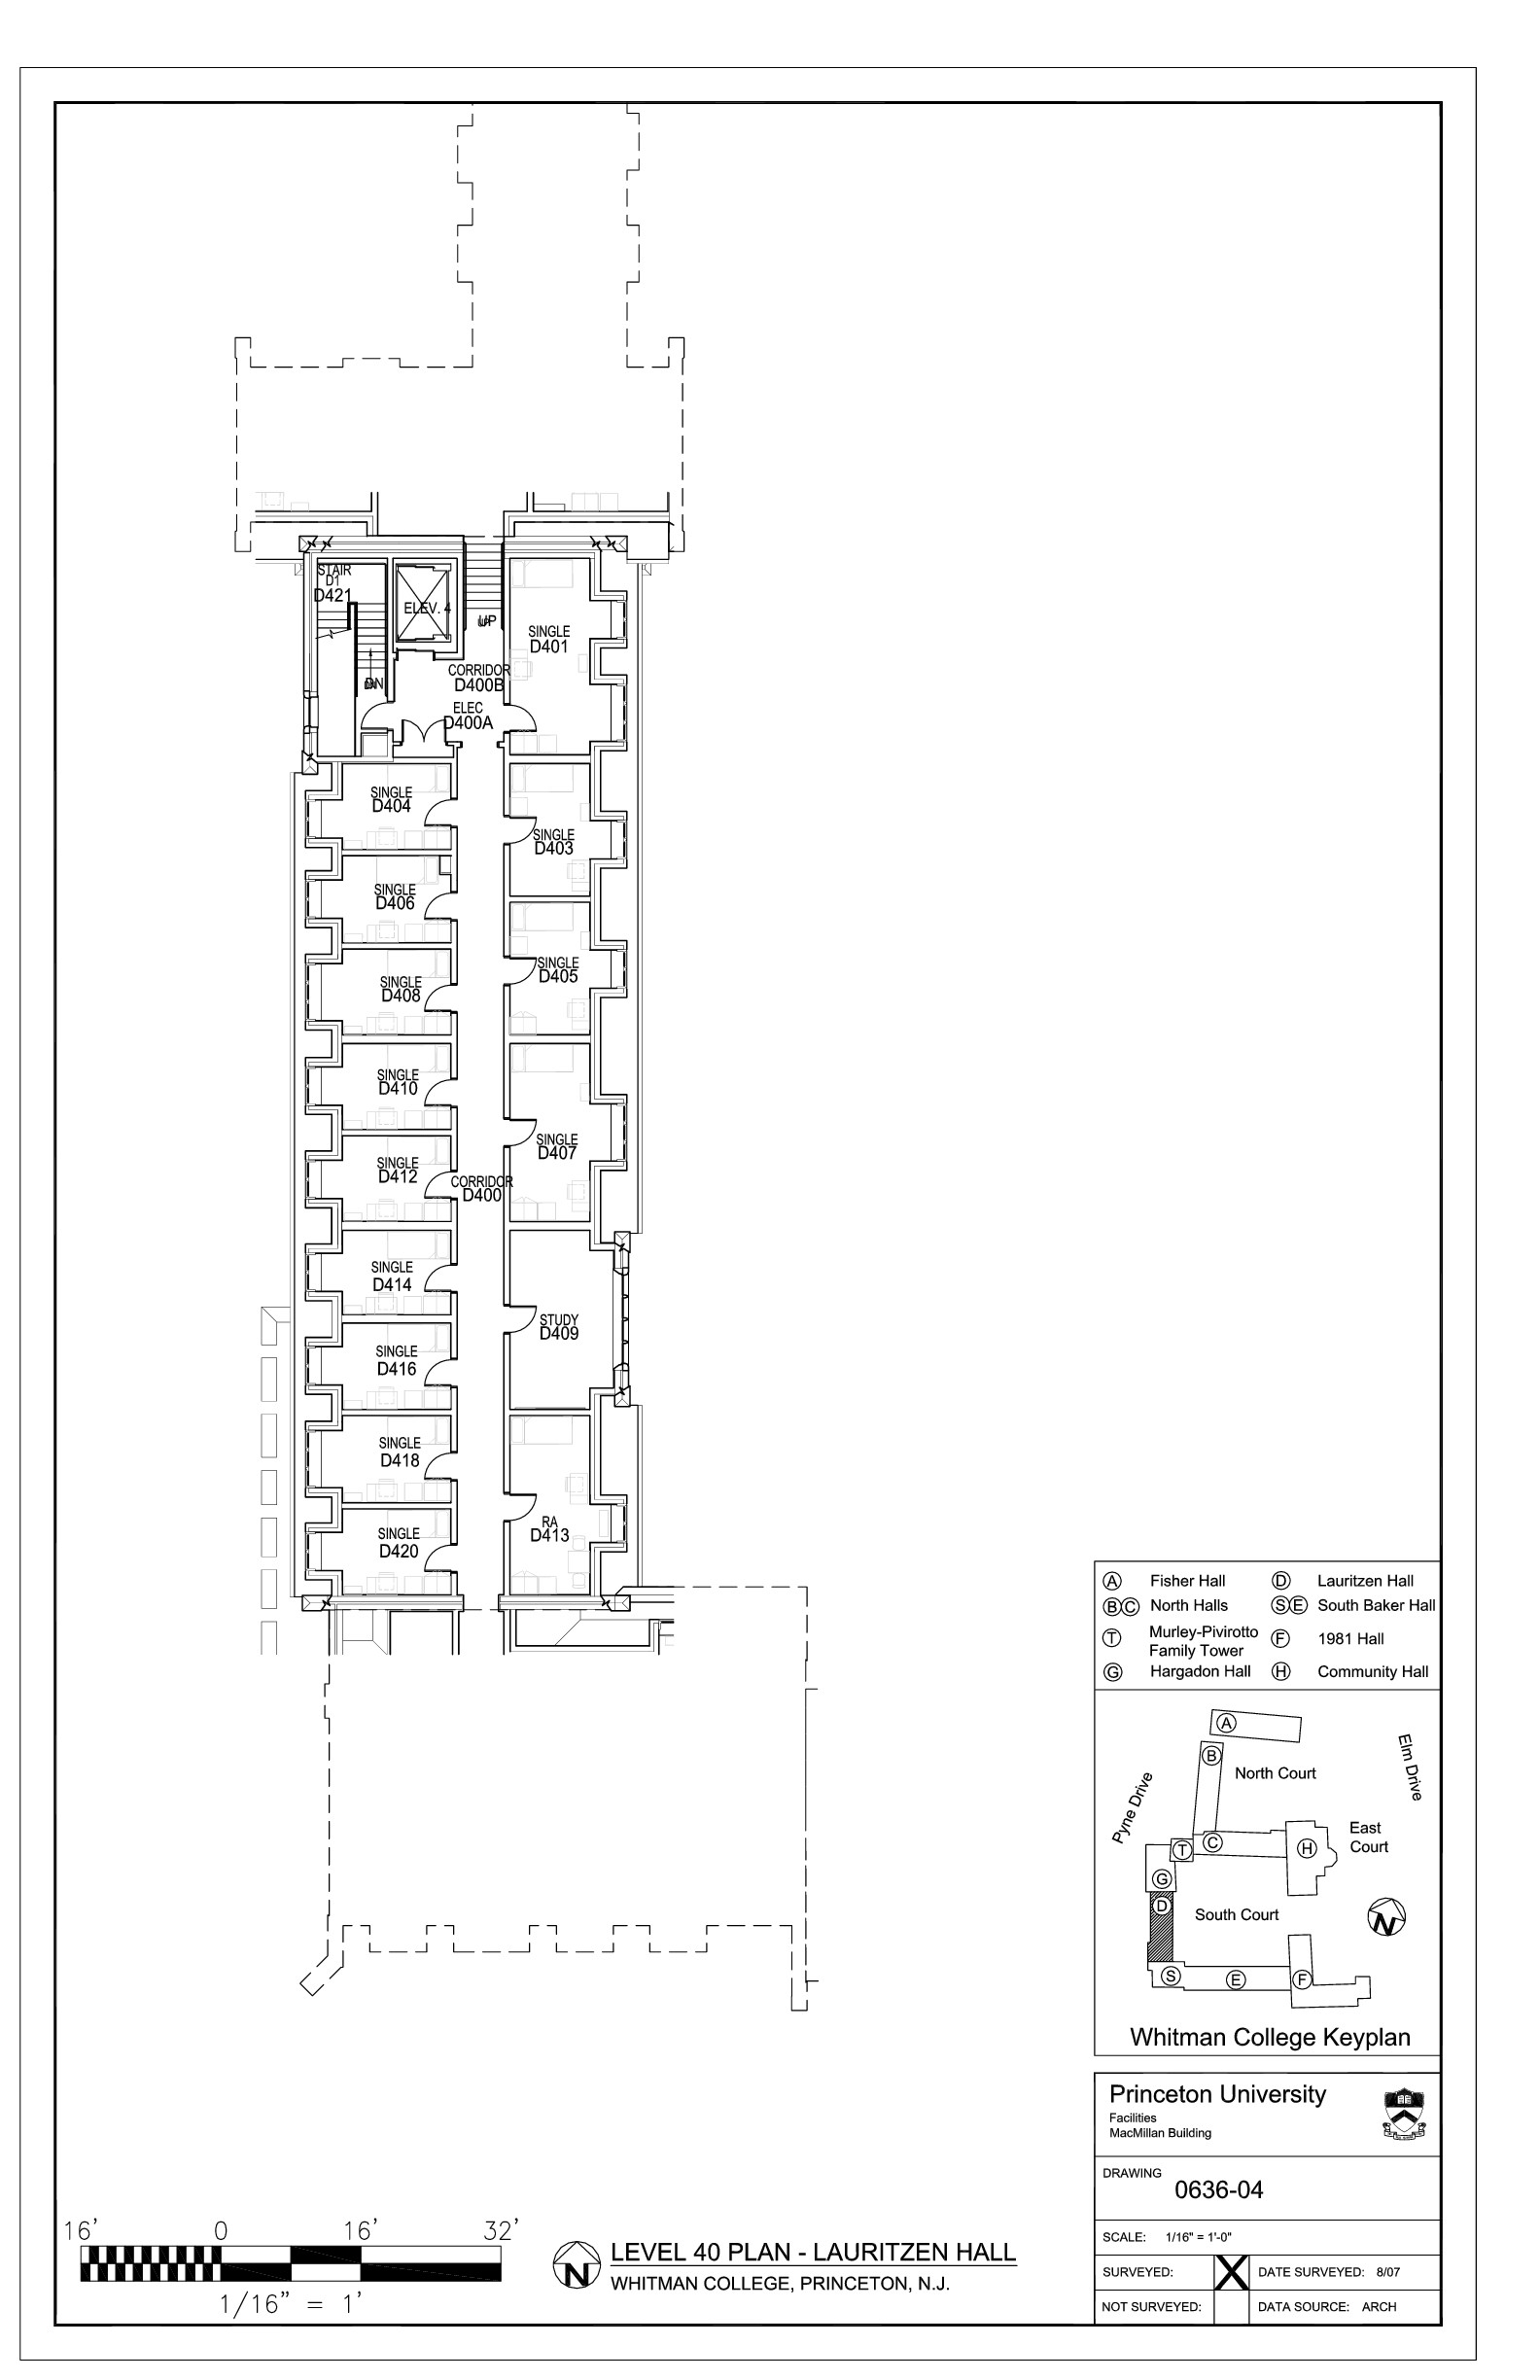 STAIR
D1
D421
ELEV. 4
UP
SINGLE
D401
CORRIDOR
D400B
DN
ELEC
D400A
SINGLE
D404
SINGLE
D403
SINGLE
D406
SINGLE
D405
SINGLE
D408
SINGLE
D410
SINGLE
D407
SINGLE
D412
CORRIDOR
D400
SINGLE
D414
STUDY
D409
SINGLE
D416
SINGLE
D418
RA
D413
SINGLE
D420
A Fisher Hall
D Lauritzen Hall
B C North Halls
S E South Baker Hall
T Murley-Pivirotto
Family Tower
F 1981 Hall
G Hargadon Hall
H Community Hall
A
B
North Court
Elm Drive
Pyne Drive
T
C
H
East
Court
G
D
South Court
N
S
E
F
Whitman College Keyplan
Princeton University
Facilities
MacMillan Building
DRAWING
0636-04
SCALE: 1/16" = 1'-0"
SURVEYED: X
DATE SURVEYED: 8/07
NOT SURVEYED:
DATA SOURCE: ARCH
16' 0 16' 32'
1/16" = 1'
N
LEVEL 40 PLAN - LAURITZEN HALL
WHITMAN COLLEGE, PRINCETON, N.J.